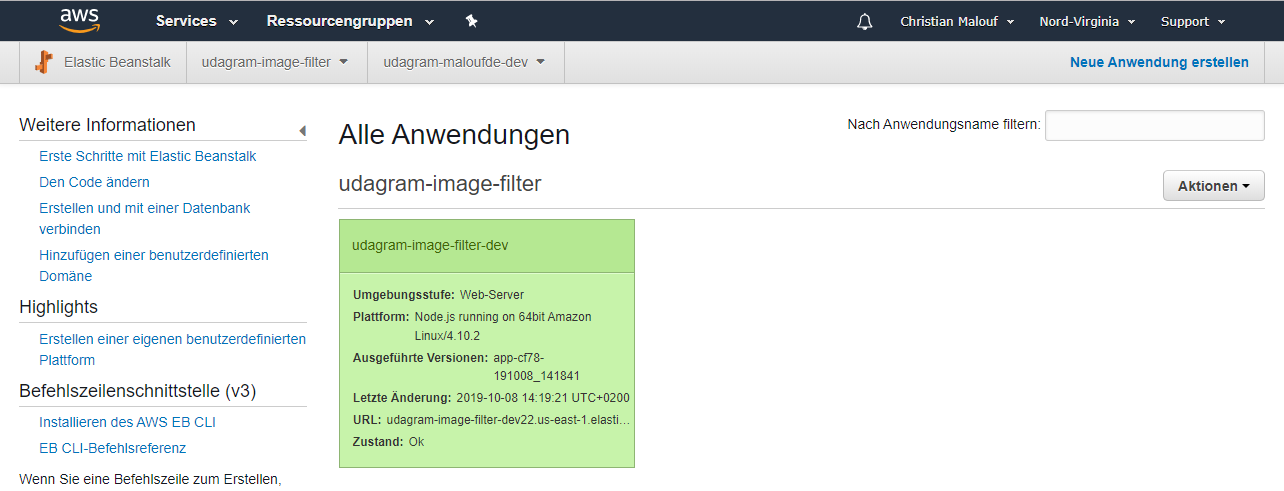 aws Services Ressourcengruppen Christian Malouf Nord-Virginia Support
Elastic Beanstalk udagram-image-filter udagram-maloufde-dev Neue Anwendung erstellen
Weitere Informationen
Erste Schritte mit Elastic Beanstalk
Den Code ändern
Erstellen und mit einer Datenbank
verbinden
Hinzufügen einer benutzerdefinierten
Domäne
Highlights
Erstellen einer eigenen benutzerdefinierten
Plattform
Befehlszeilenschnittstelle (v3)
Installieren des AWS EB CLI
EB CLI-Befehlsreferenz
Wenn Sie eine Befehlszeile zum Erstellen,
Alle Anwendungen
Nach Anwendungsname filtern:
udagram-image-filter
Aktionen
udagram-image-filter-dev
Umgebungsstufe: Web-Server
Plattform: Node.js running on 64bit Amazon
Linux/4.10.2
Ausgeführte Versionen: app-cf78-
191008_141841
Letzte Änderung: 2019-10-08 14:19:21 UTC+0200
URL: udagram-image-filter-dev22.us-east-1.elasti...
Zustand: Ok